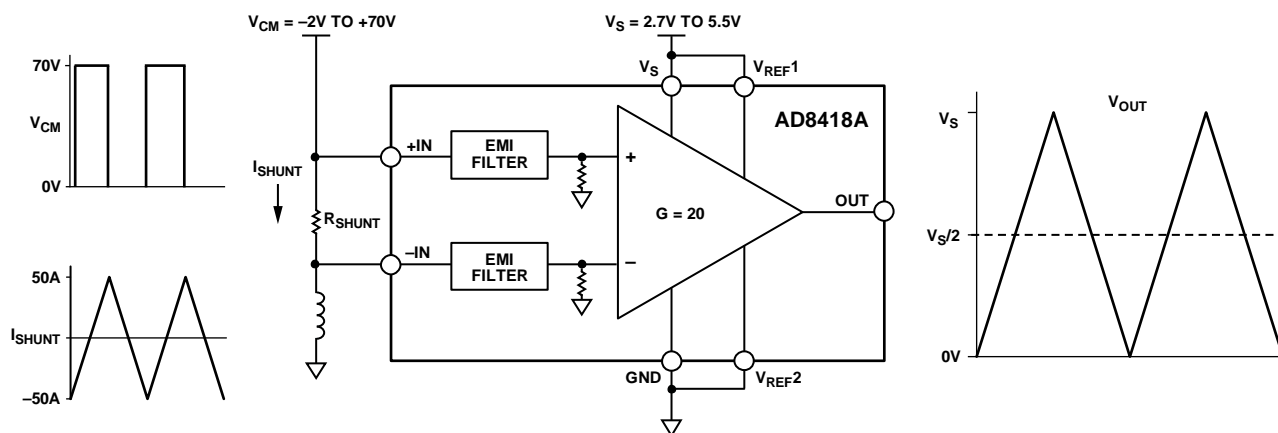 V_CM = –2V TO +70V
V_S = 2.7V TO 5.5V
70V
V_CM
0V
V_S
V_REF1
AD8418A
+IN
EMI
FILTER
+
I_SHUNT
R_SHUNT
G = 20
OUT
–IN
EMI
FILTER
–
50A
I_SHUNT
–50A
GND
V_REF2
V_OUT
V_S
V_S/2
0V